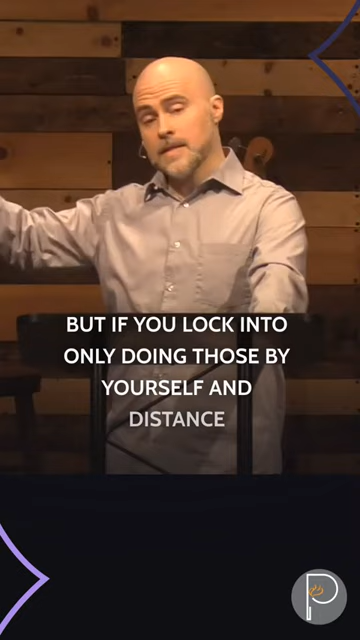 BUT IF YOU LOCK INTO
ONLY DOING THOSE BY
YOURSELF AND
DISTANCE
P